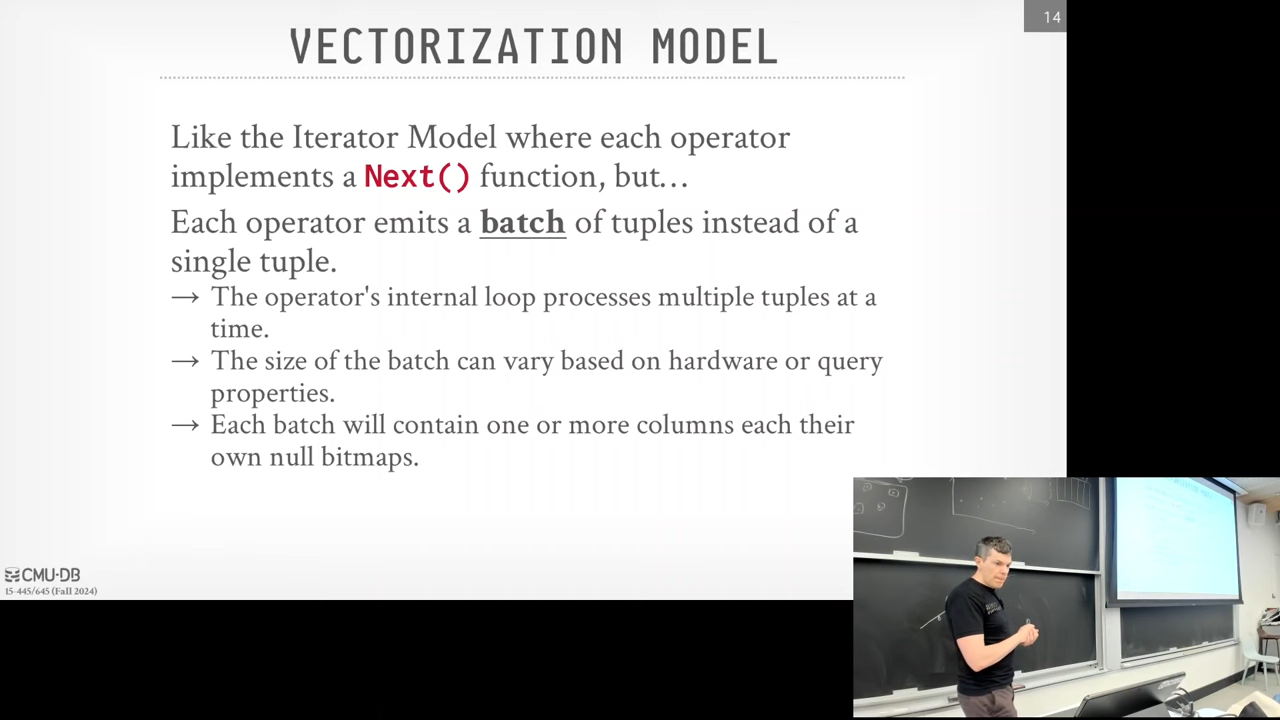 14
VECTORIZATION MODEL
Like the Iterator Model where each operator
implements a Next() function, but...
Each operator emits a batch of tuples instead of a
single tuple.
→ The operator's internal loop processes multiple tuples at a
time.
→ The size of the batch can vary based on hardware or query
properties.
→ Each batch will contain one or more columns each their
own null bitmaps.
CMU·DB
15-445/645 (Fall 2024)